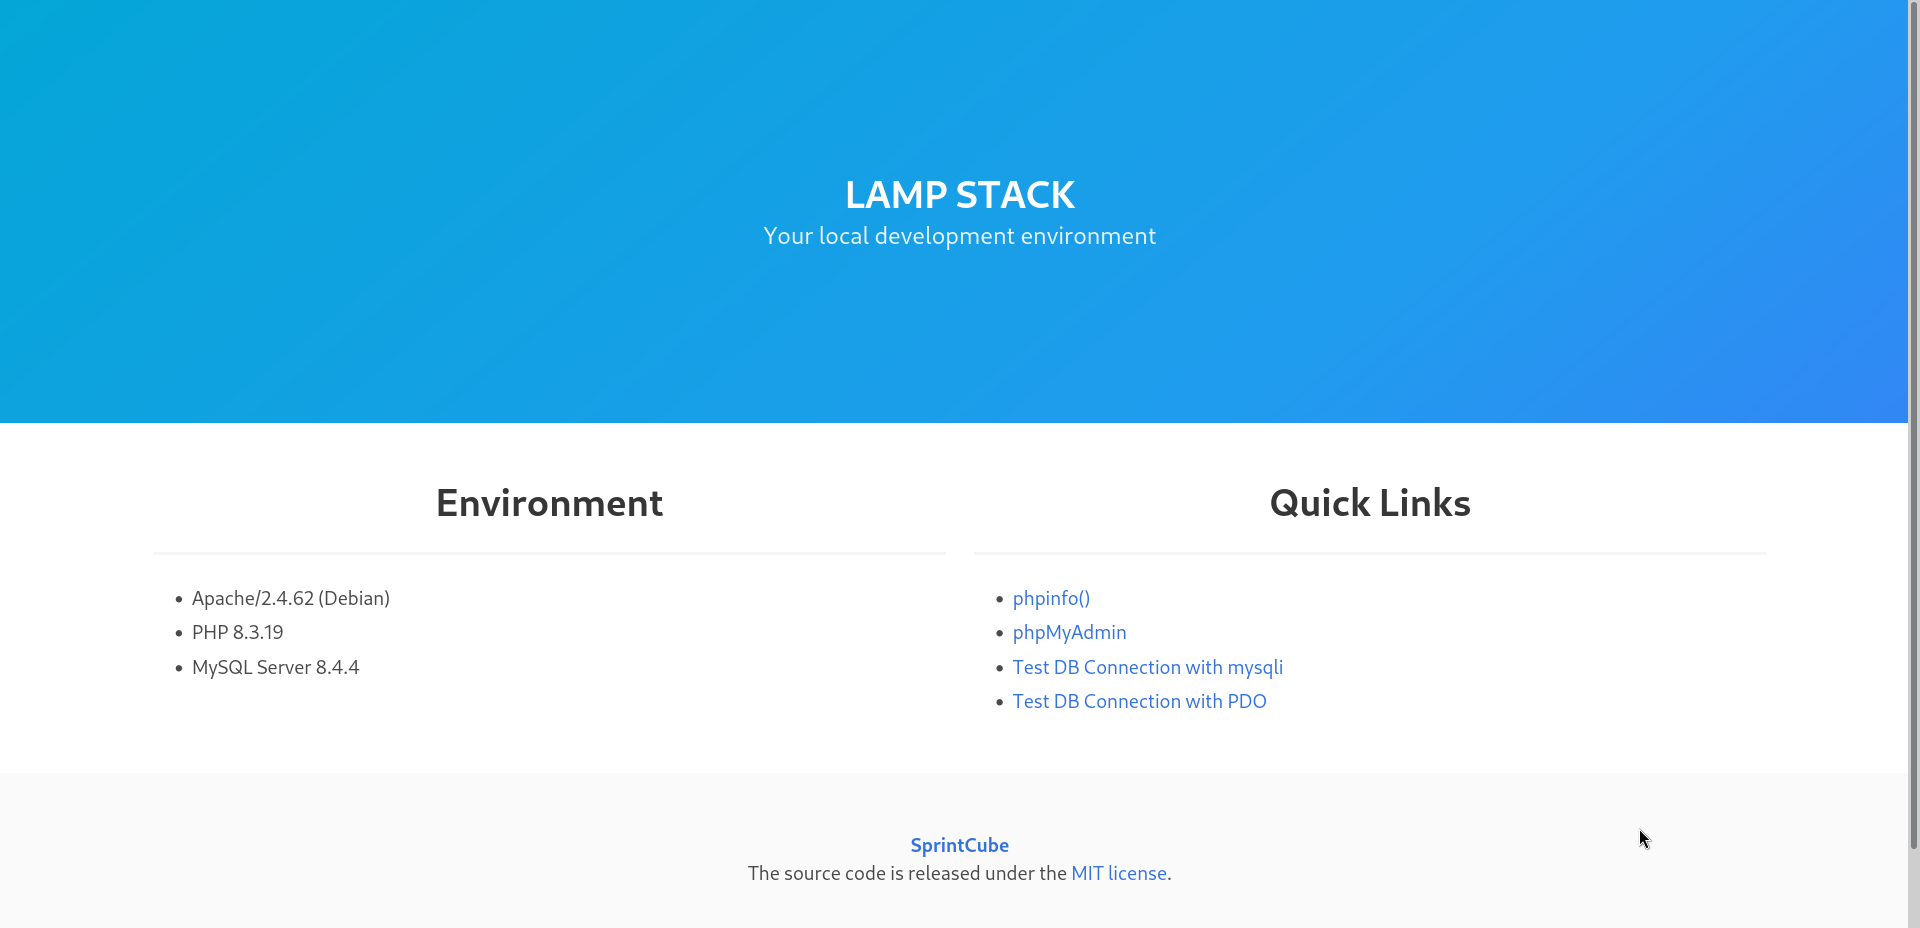 LAMP STACK
Your local development environment
Environment
Apache/2.4.62 (Debian)
PHP 8.3.19
MySQL Server 8.4.4
Quick Links
phpinfo()
phpMyAdmin
Test DB Connection with mysqli
Test DB Connection with PDO
SprintCube
The source code is released under the MIT license.